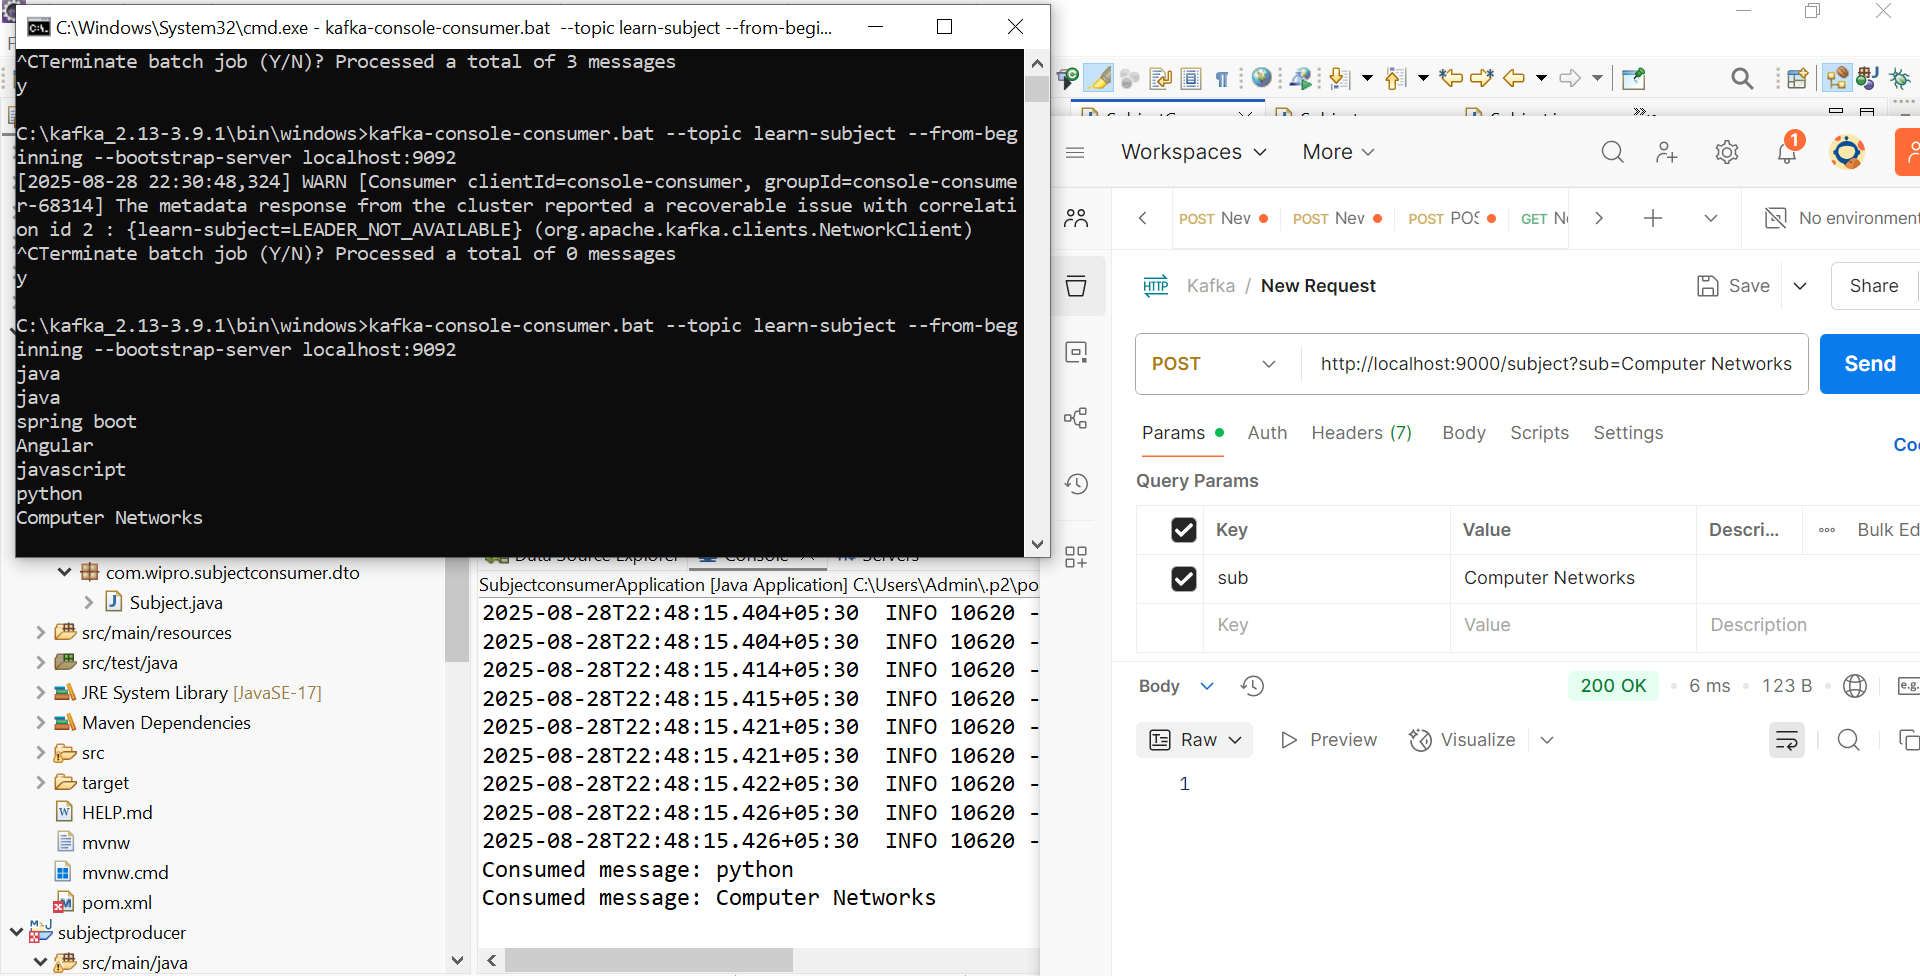 C:\Windows\System32\cmd.exe - kafka-console-consumer.bat  --topic learn-subject --from-begi...
^CTerminate batch job (Y/N)? Processed a total of 3 messages
y
C:\kafka_2.13-3.9.1\bin\windows>kafka-console-consumer.bat --topic learn-subject --from-beg
inning --bootstrap-server localhost:9092
[2025-08-28 22:30:48,324] WARN [Consumer clientId=console-consumer, groupId=console-consume
r-68314] The metadata response from the cluster reported a recoverable issue with correlati
on id 2 : {learn-subject=LEADER_NOT_AVAILABLE} (org.apache.kafka.clients.NetworkClient)
^CTerminate batch job (Y/N)? Processed a total of 0 messages
y
C:\kafka_2.13-3.9.1\bin\windows>kafka-console-consumer.bat --topic learn-subject --from-beg
inning --bootstrap-server localhost:9092
java
java
spring boot
Angular
javascript
python
Computer Networks
com.wipro.subjectconsumer.dto
Subject.java
src/main/resources
src/test/java
JRE System Library [JavaSE-17]
Maven Dependencies
src
target
HELP.md
mvnw
mvnw.cmd
pom.xml
subjectproducer
src/main/java
Data Source Explorer Console Servers
SubjectconsumerApplication [Java Application] C:\Users\Admin\.p2\po
2025-08-28T22:48:15.404+05:30  INFO 10620 -
2025-08-28T22:48:15.404+05:30  INFO 10620 -
2025-08-28T22:48:15.414+05:30  INFO 10620 -
2025-08-28T22:48:15.415+05:30  INFO 10620 -
2025-08-28T22:48:15.421+05:30  INFO 10620 -
2025-08-28T22:48:15.421+05:30  INFO 10620 -
2025-08-28T22:48:15.422+05:30  INFO 10620 -
2025-08-28T22:48:15.426+05:30  INFO 10620 -
2025-08-28T22:48:15.426+05:30  INFO 10620 -
Consumed message: python
Consumed message: Computer Networks
Workspaces More 1
POST New POST New POST POS GET No environment
HTTP Kafka / New Request Save Share
POST http://localhost:9000/subject?sub=Computer Networks Send
Params Auth Headers (7) Body Scripts Settings
Query Params
Key Value Descri... Bulk Ed
sub Computer Networks
Key Value Description
Body 200 OK 6 ms 123 B e.g.
Raw Preview Visualize
1